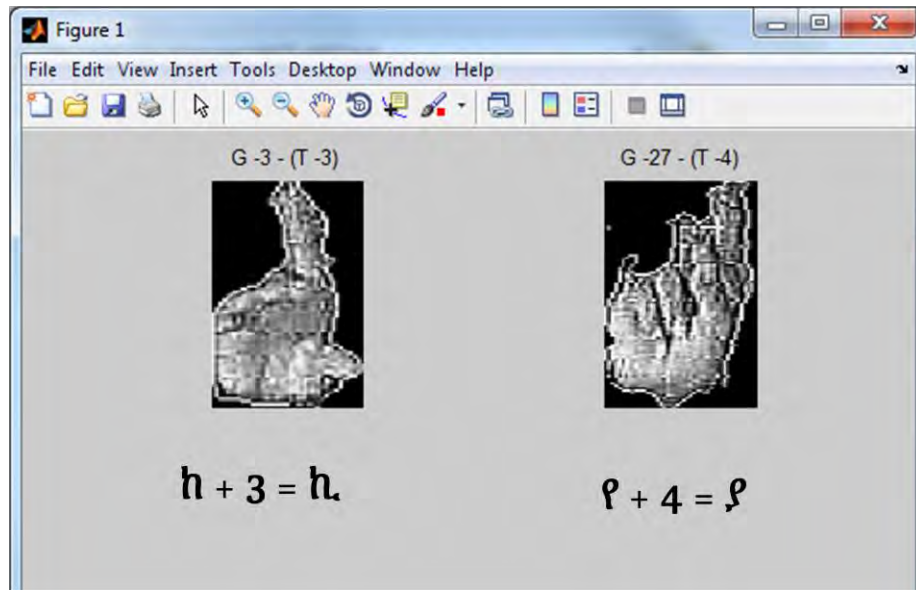 Figure 1
File Edit View Insert Tools Desktop Window Help
G -3 - (T -3) G -27 - (T -4)
ከ + 3 = ኪ የ + 4 = ያ